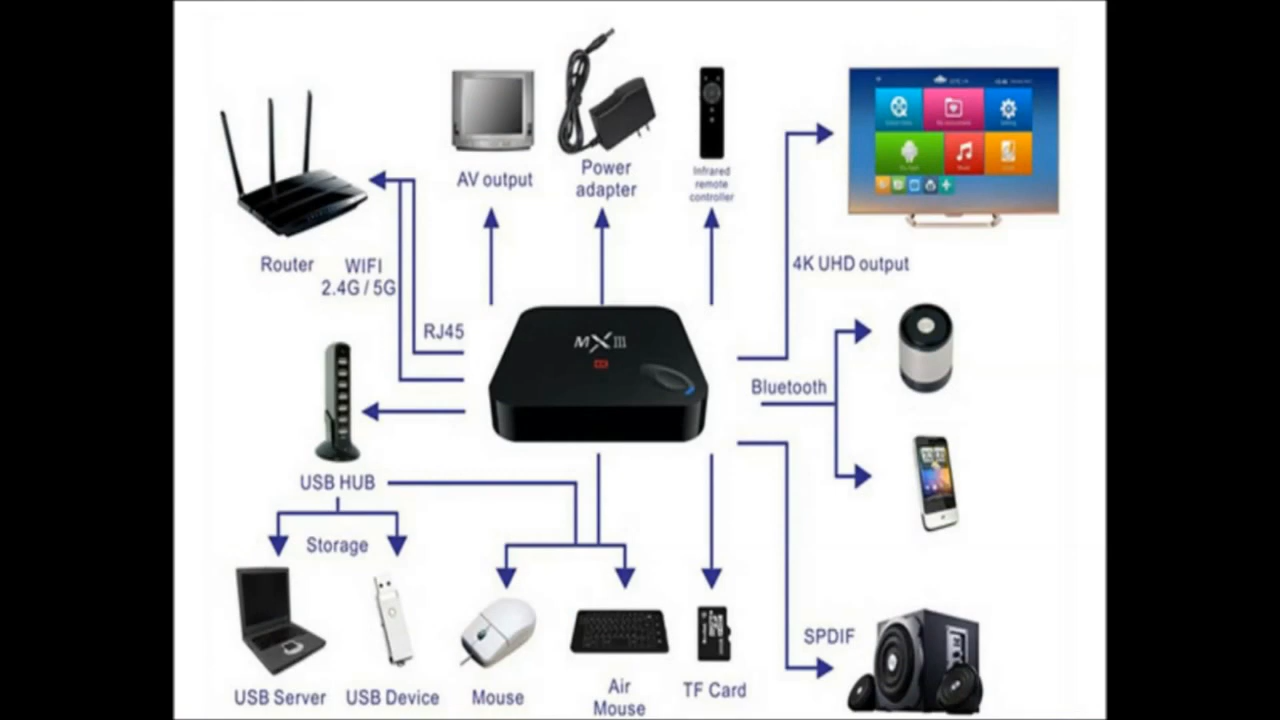 AV output
Power
adapter
Infrared
remote
controller
Router
WIFI
2.4G / 5G
4K UHD output
RJ45
MXIII
Bluetooth
USB HUB
Storage
SPDIF
USB Server
USB Device
Mouse
Air
Mouse
TF Card